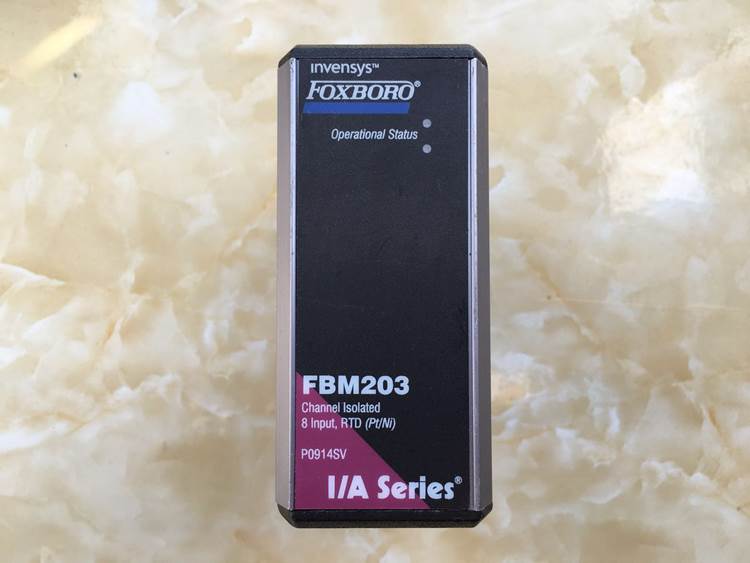 invensys™
FOXBORO®
Operational Status
FBM203
Channel Isolated
8 Input, RTD (Pt/Ni)
P0914SV
I/A Series®